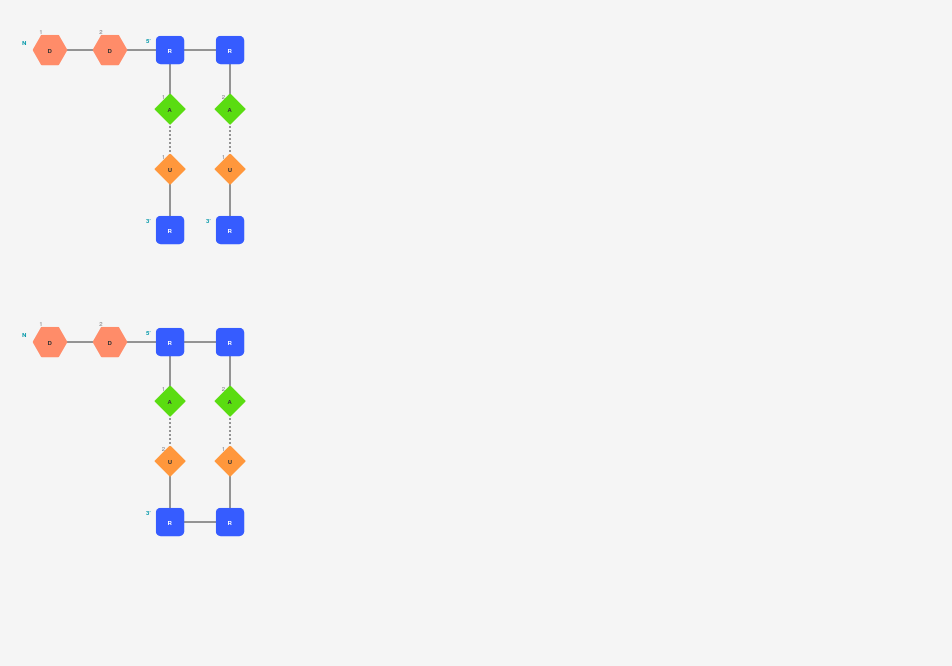 1 2
N D D 5' R R
1 A 2 A
1 U 1 U
3' R 3' R
1 2
N D D 5' R R
1 A 2 A
2 U 1 U
3' R R